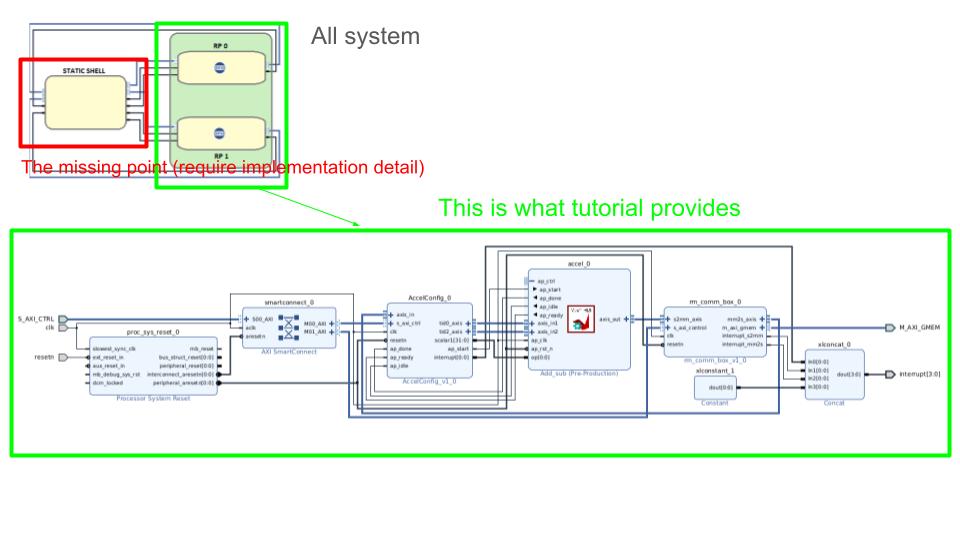 All system
RP 0
STATIC SHELL
RP 1
The missing point (require implementation detail)
This is what tutorial provides
accel_0
ap_ctrl
ap_start
ap_done
ap_idle
ap_ready
axis_in1
axis_in2
ap_clk
ap_rst_n
op[0:0]
axis_out
Add_sub (Pre-Production)
AccelConfig_0
axis_in
s_axi_ctrl
clk
resetn
ap_done
ap_ready
ap_idle
tid0_axis
tid2_axis
scalar1[31:0]
ap_start
interrupt[0:0]
AccelConfig_v1_0
smartconnect_0
S00_AXI
aclk
aresetn
M00_AXI
M01_AXI
AXI SmartConnect
rm_comm_box_0
s2mm_axis
s_axi_control
clk
resetn
mm2s_axis
m_axi_gmem
interrupt_s2mm
interrupt_mm2s
rm_comm_box_v1_0
S_AXI_CTRL
clk
resetn
proc_sys_reset_0
slowest_sync_clk
ext_reset_in
aux_reset_in
mb_debug_sys_rst
dcm_locked
mb_reset
bus_struct_reset[0:0]
peripheral_reset[0:0]
interconnect_aresetn[0:0]
peripheral_aresetn[0:0]
Processor System Reset
xlconstant_1
dout[0:0]
Constant
xlconcat_0
In0[0:0]
In1[0:0]
In2[0:0]
In3[0:0]
dout[3:0]
Concat
M_AXI_GMEM
interrupt[3:0]